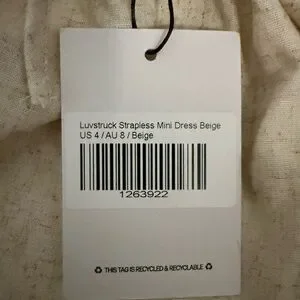 Luvstruck Strapless Mini Dress Beige
US 4 / AU 8 / Beige
1263922
THIS TAG IS RECYCLED & RECYCLABLE